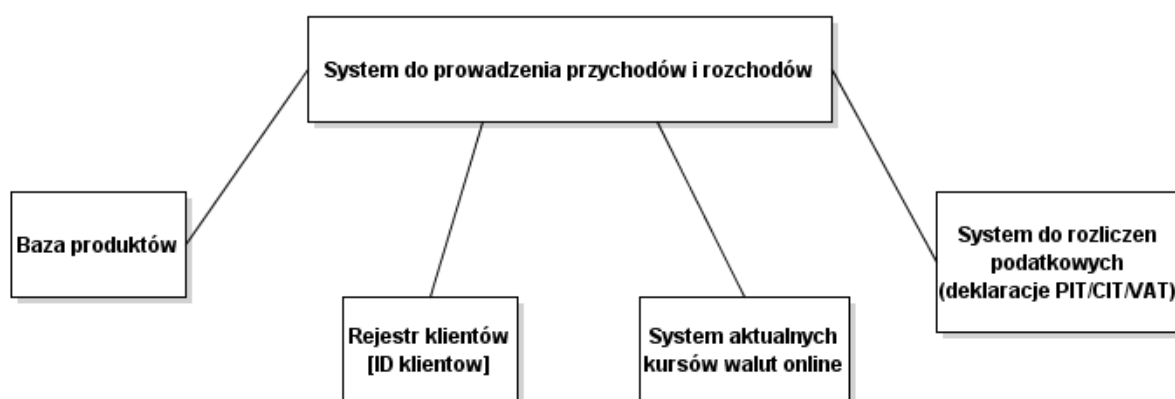 System do prowadzenia przychodów i rozchodów
Baza produktów
System do rozliczen
podatkowych
(deklaracje PIT/CIT/VAT)
Rejestr klientów
[ID klientow]
System aktualnych
kursów walut online